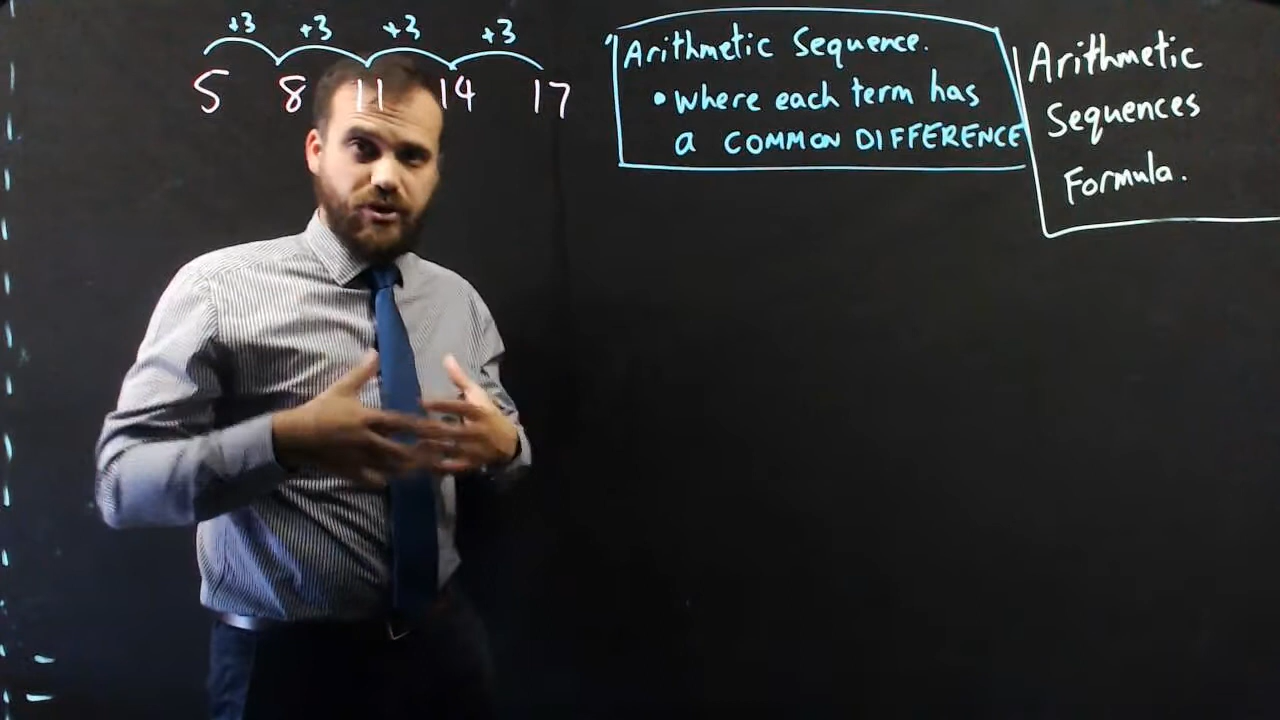 +3 +3 +3 +3
5 8 11 14 17
Arithmetic Sequence.
• Where each term has
a COMMON DIFFERENCE
Arithmetic
Sequences
Formula.